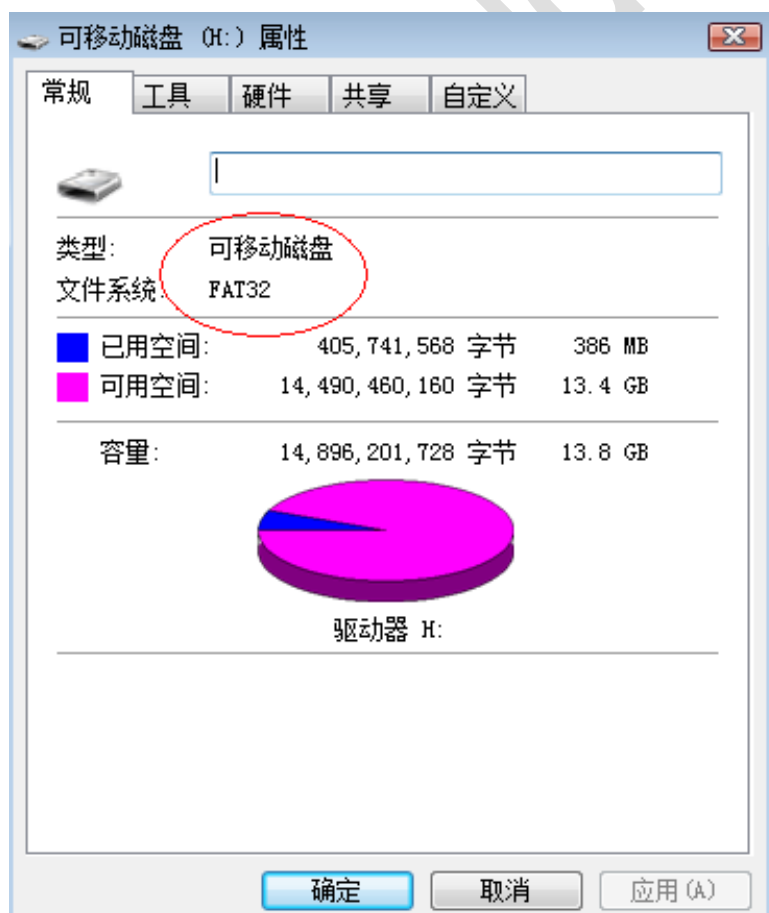 可移动磁盘 (H:) 属性
常规 工具 硬件 共享 自定义
类型: 可移动磁盘
文件系统: FAT32
已用空间: 405,741,568 字节 386 MB
可用空间: 14,490,460,160 字节 13.4 GB
容量: 14,896,201,728 字节 13.8 GB
驱动器 H:
确定 取消 应用(A)